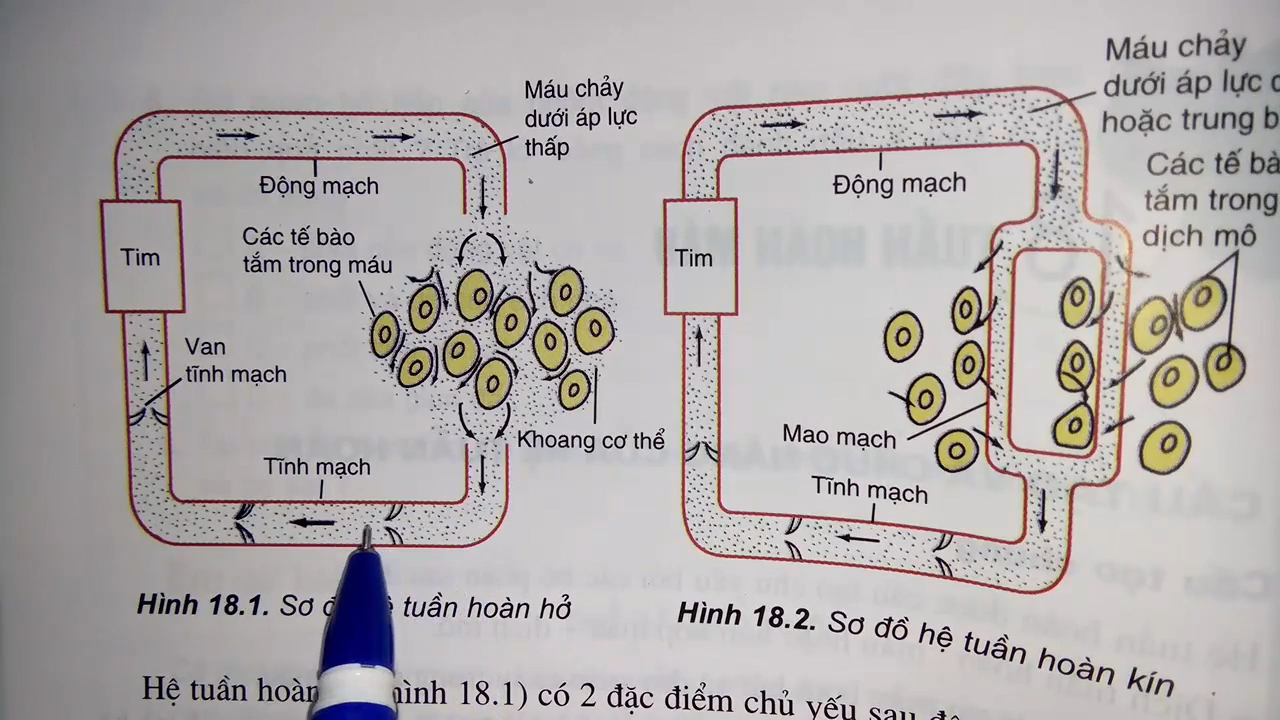 Máu chảy
dưới áp lực
thấp
Động mạch
Tim
Các tế bào
tắm trong máu
Van
tĩnh mạch
Khoang cơ thể
Tĩnh mạch
Hình 18.1. Sơ tuần hoàn hở
Máu chảy
dưới áp lực
hoặc trung
Động mạch
Các tế
tắm trong
dịch mô
Tim
Mao mạch
Tĩnh mạch
Hình 18.2. Sơ đồ hệ tuần hoàn kín
Hệ tuần hoàn hình 18.1) có 2 đặc điểm chủ yếu sau